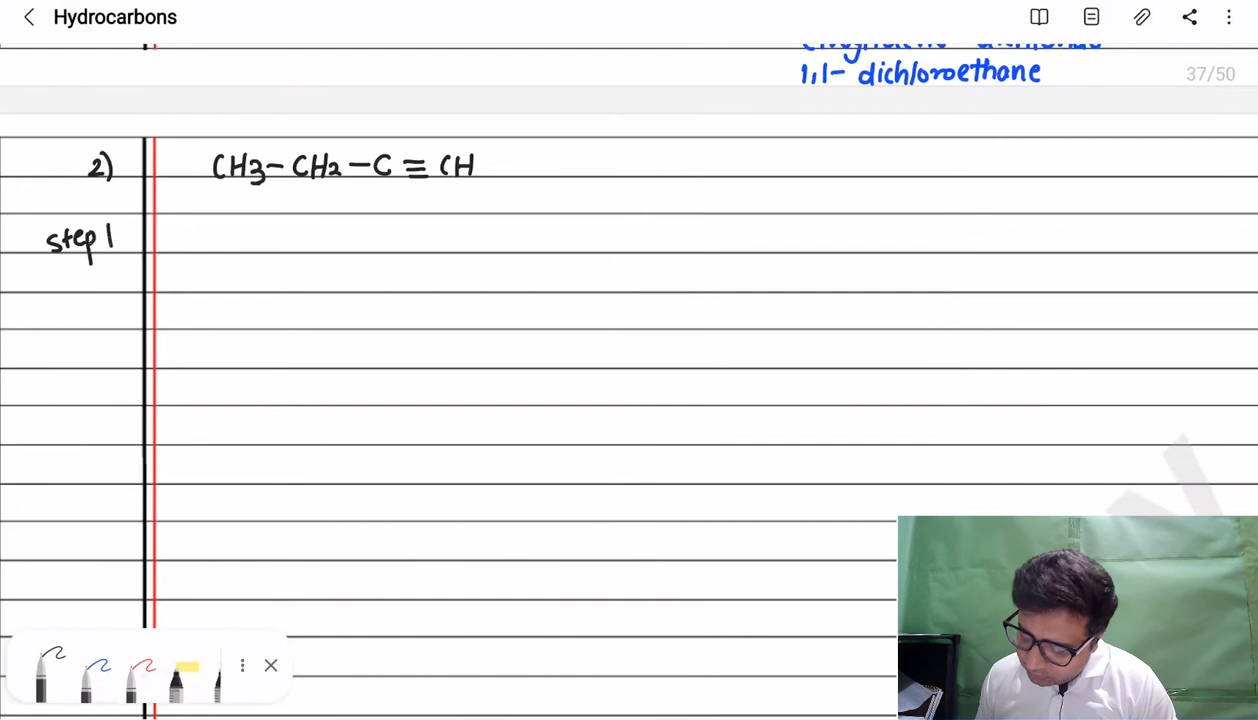 Hydrocarbons
1,1- dichloroethane
37/50
2) CH3- CH2 - C ≡ CH
step 1